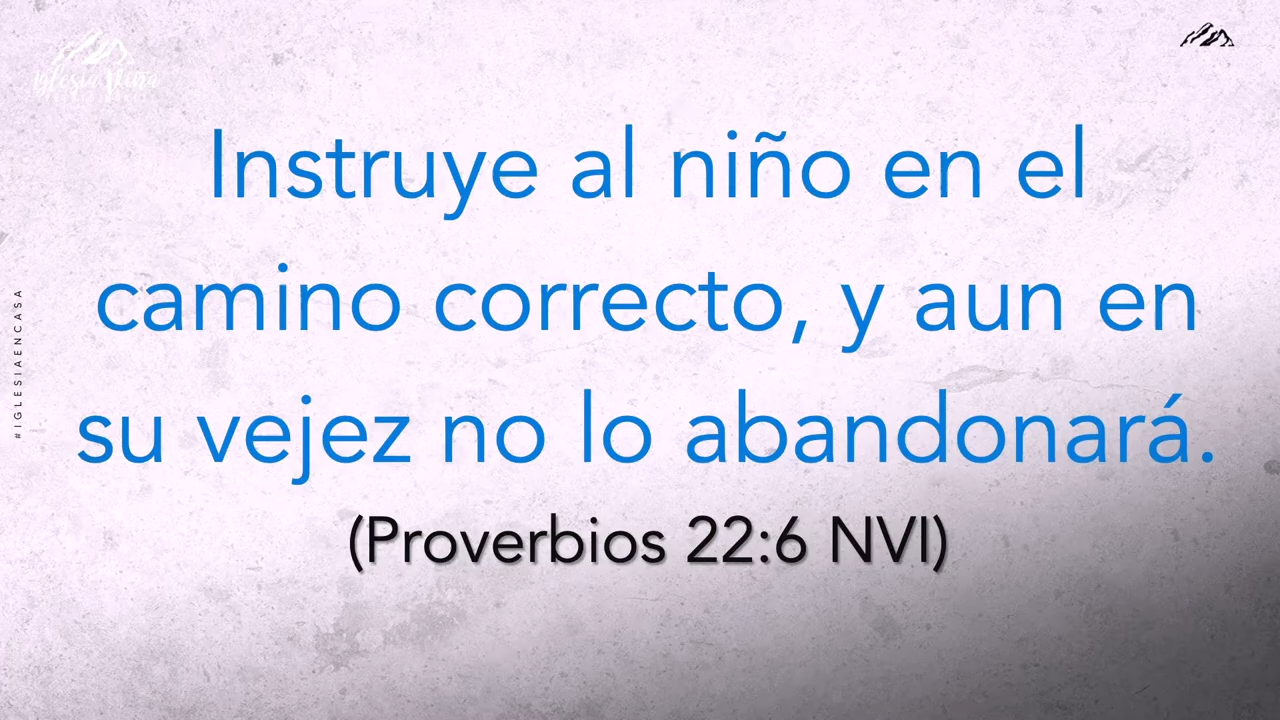 Instruye al niño en el
camino correcto, y aun en
su vejez no lo abandonará.
(Proverbios 22:6 NVI)
#IGLESIAENCASA